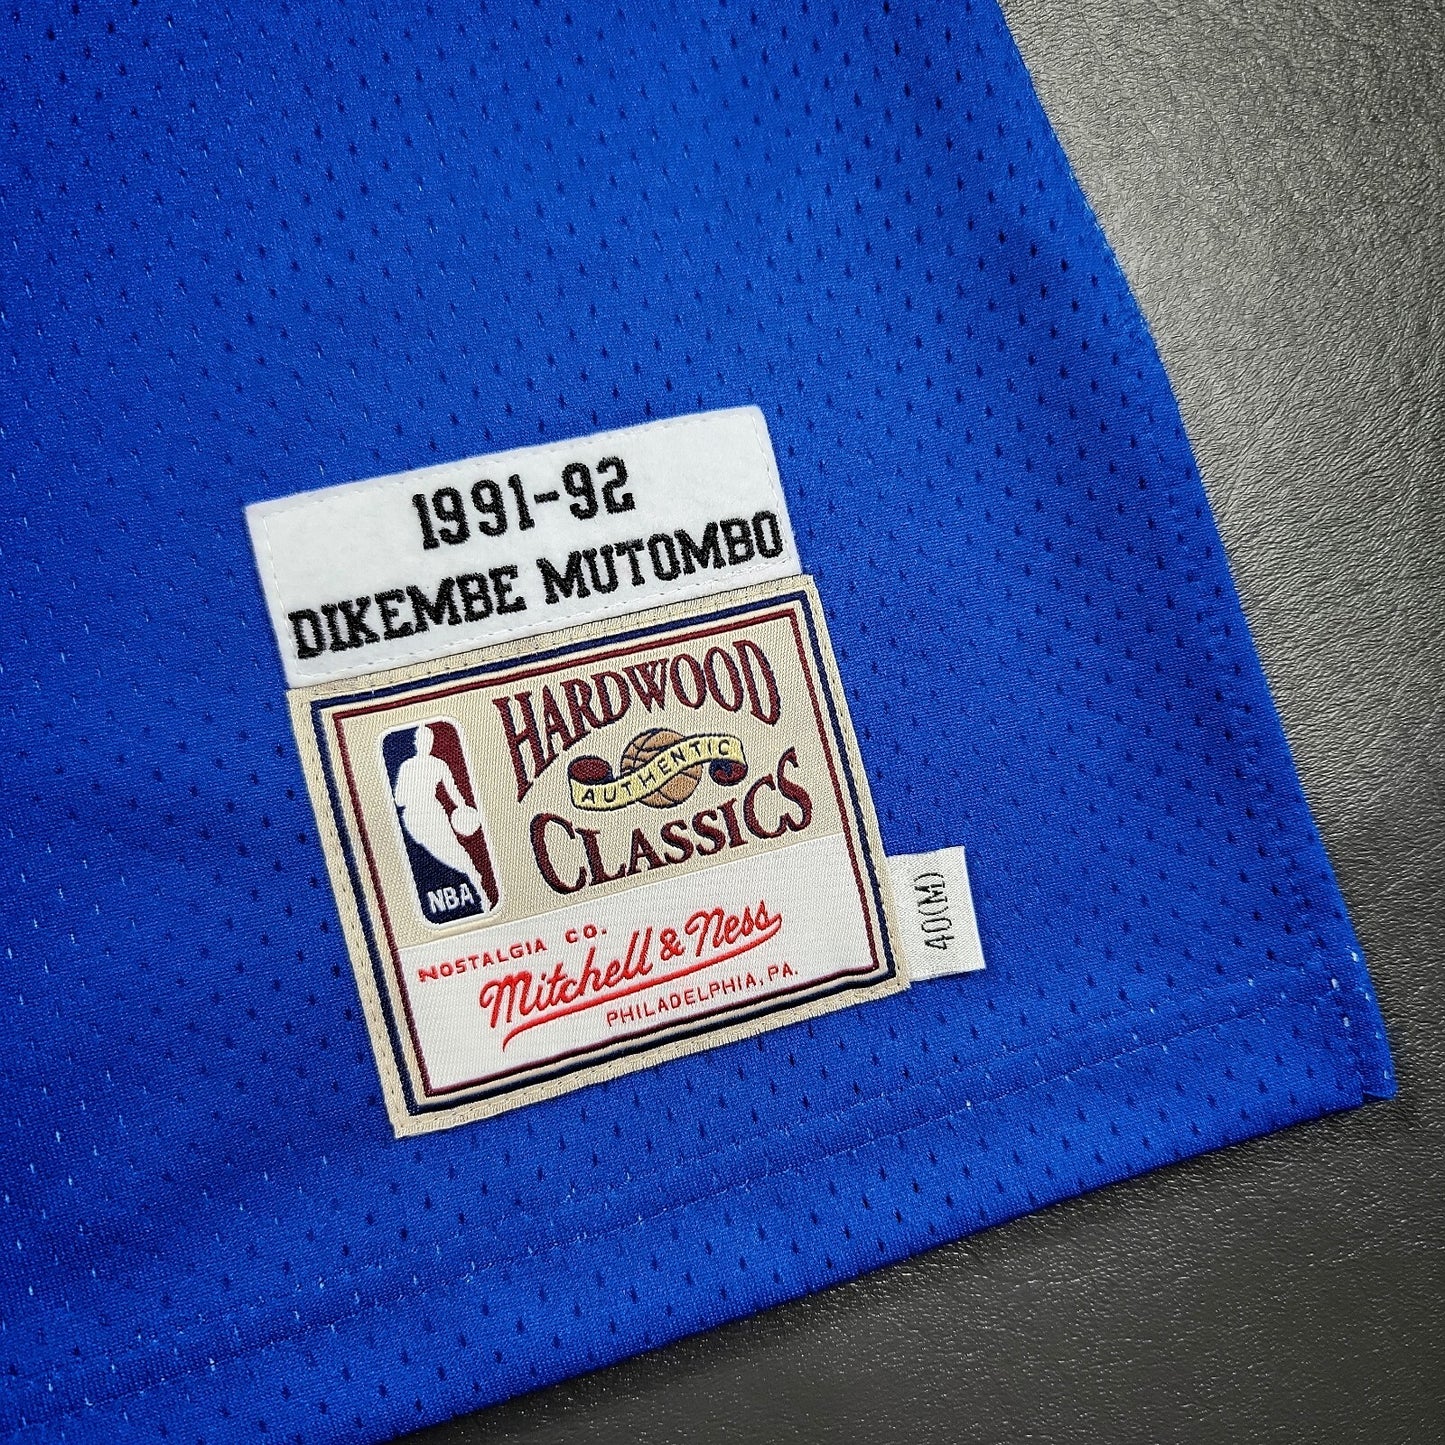 1991-92
DIKEMBE MUTOMBO
HARDWOOD
AUTHENTIC
CLASSICS
NBA
NOSTALGIA CO.
Mitchell & Ness
PHILADELPHIA, PA.
40(M)